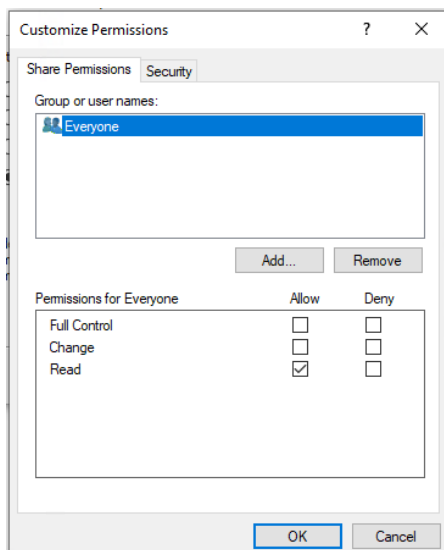 Customize Permissions ?
Share Permissions Security
Group or user names:
Everyone
Add... Remove
Permissions for Everyone Allow Deny
Full Control
Change
Read
OK Cancel